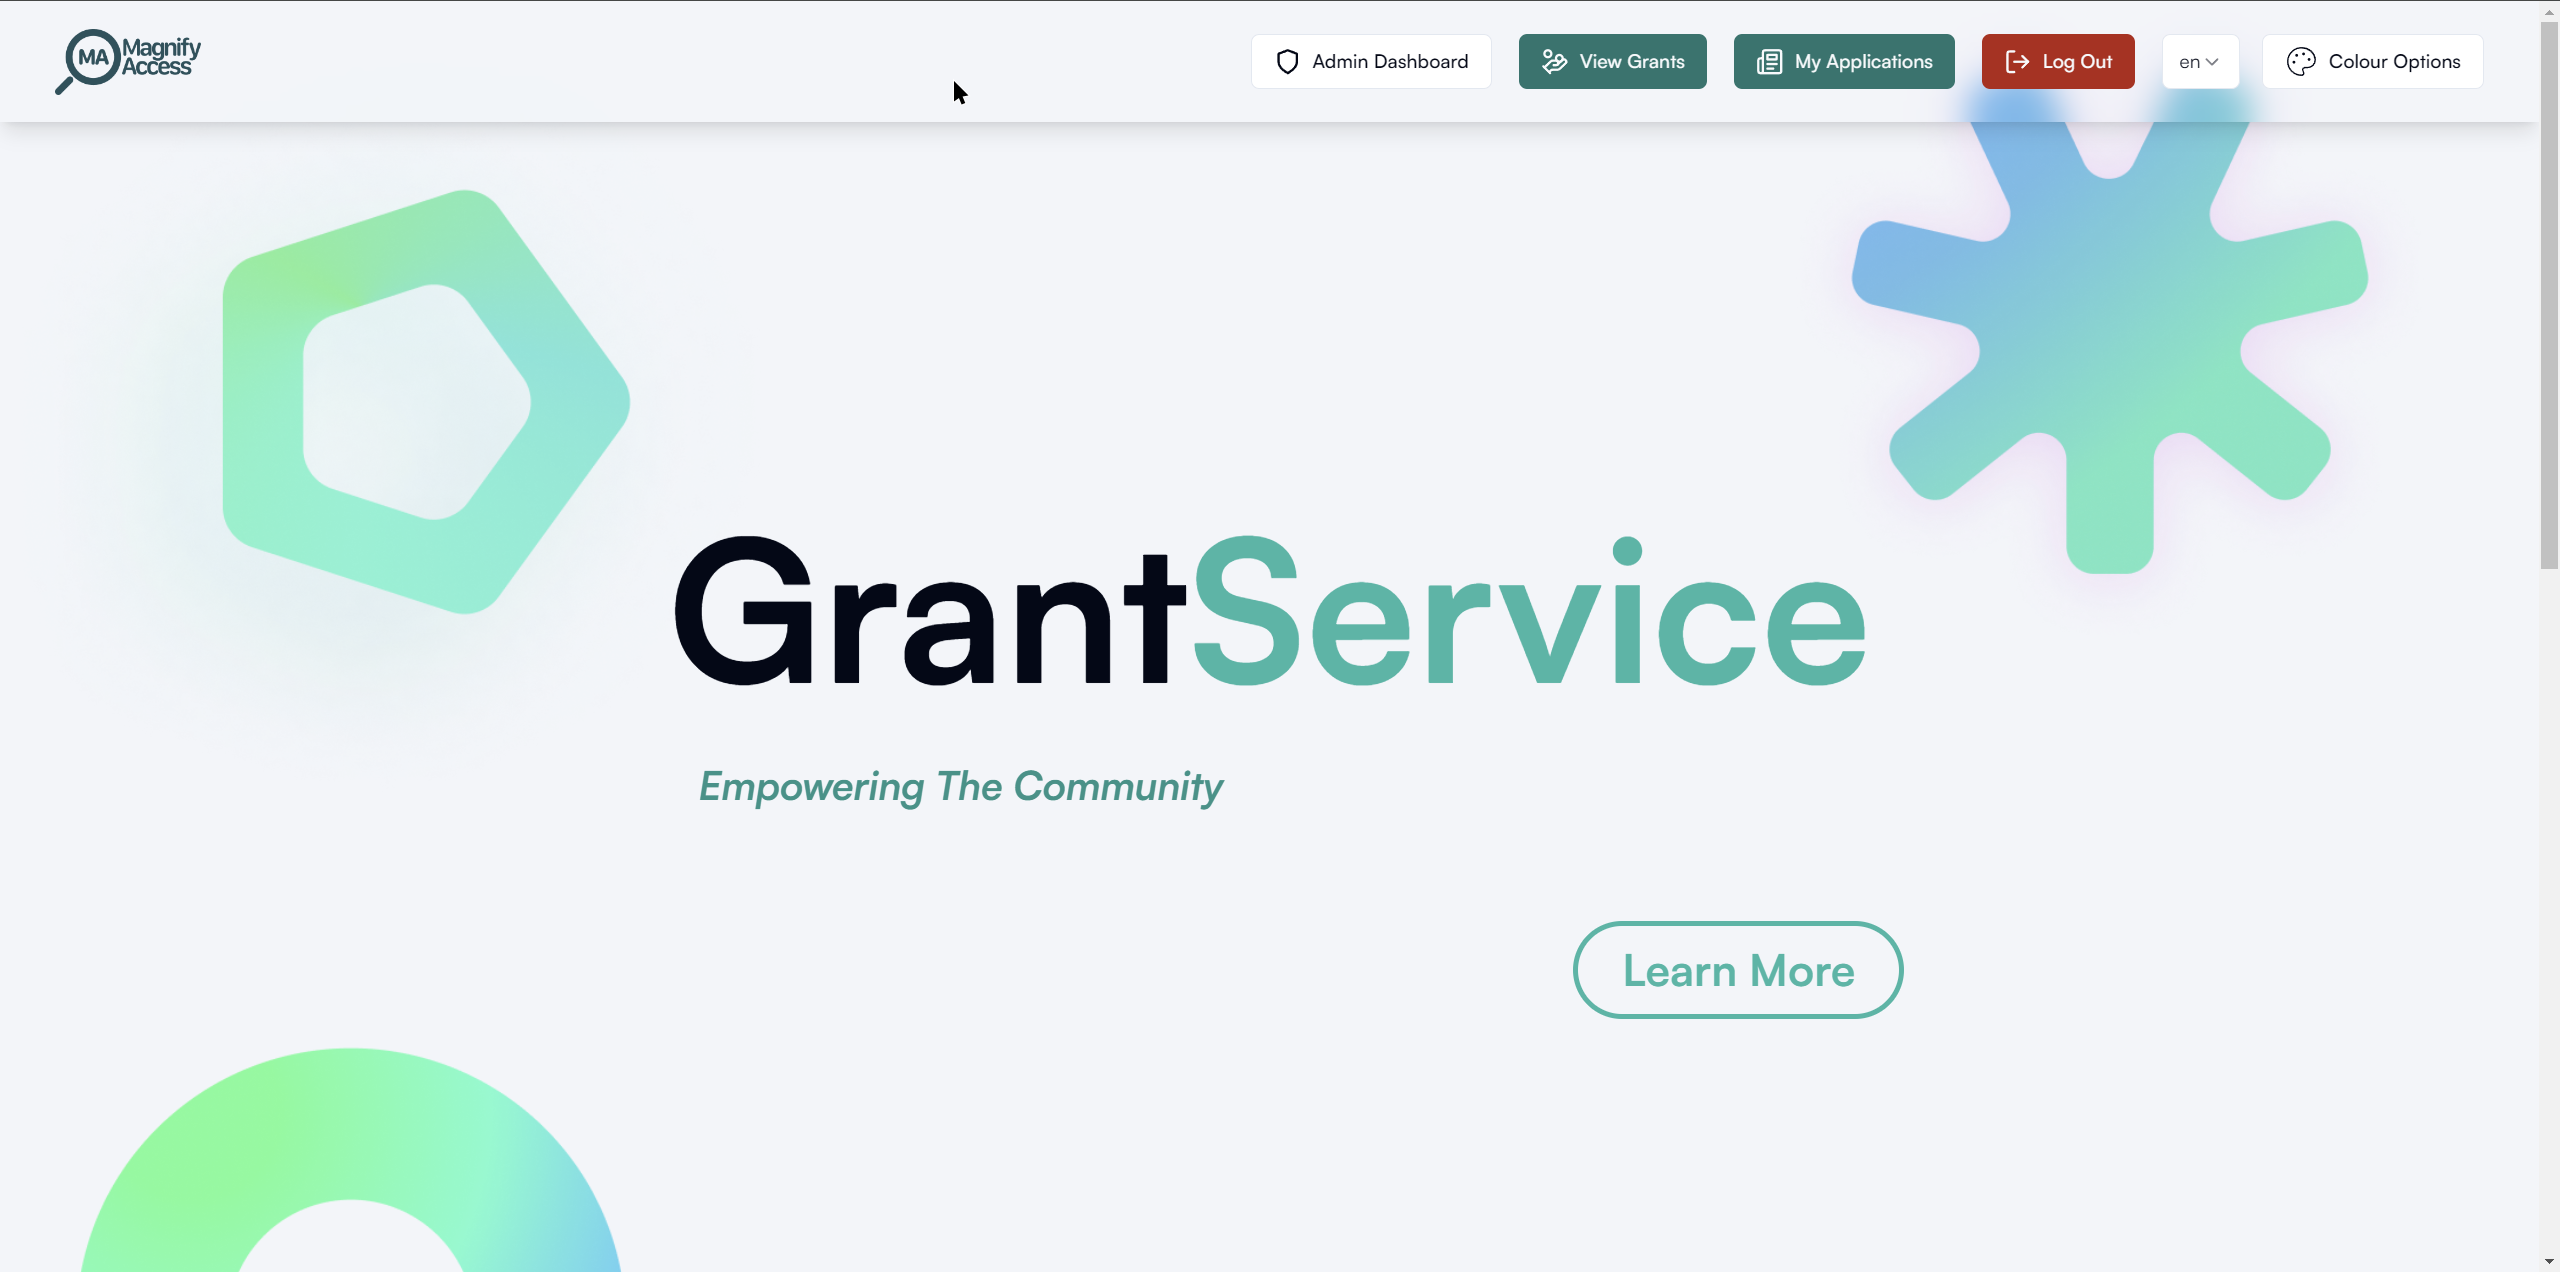 MA Magnify
Access
Admin Dashboard
View Grants
My Applications
Log Out
en
Colour Options
GrantService
Empowering The Community
Learn More